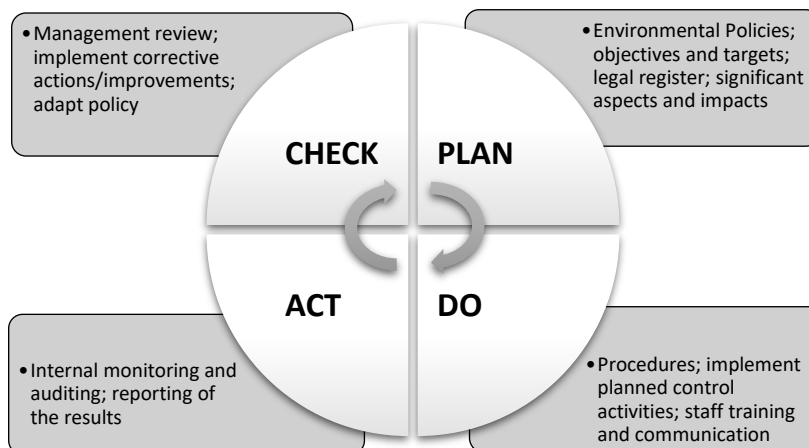 •Management review;
implement corrective
actions/improvements;
adapt policy
•Environmental Policies;
objectives and targets;
legal register; significant
aspects and impacts
CHECK
PLAN
ACT
DO
•Internal monitoring and
auditing; reporting of
the results
•Procedures; implement
planned control
activities; staff training
and communication